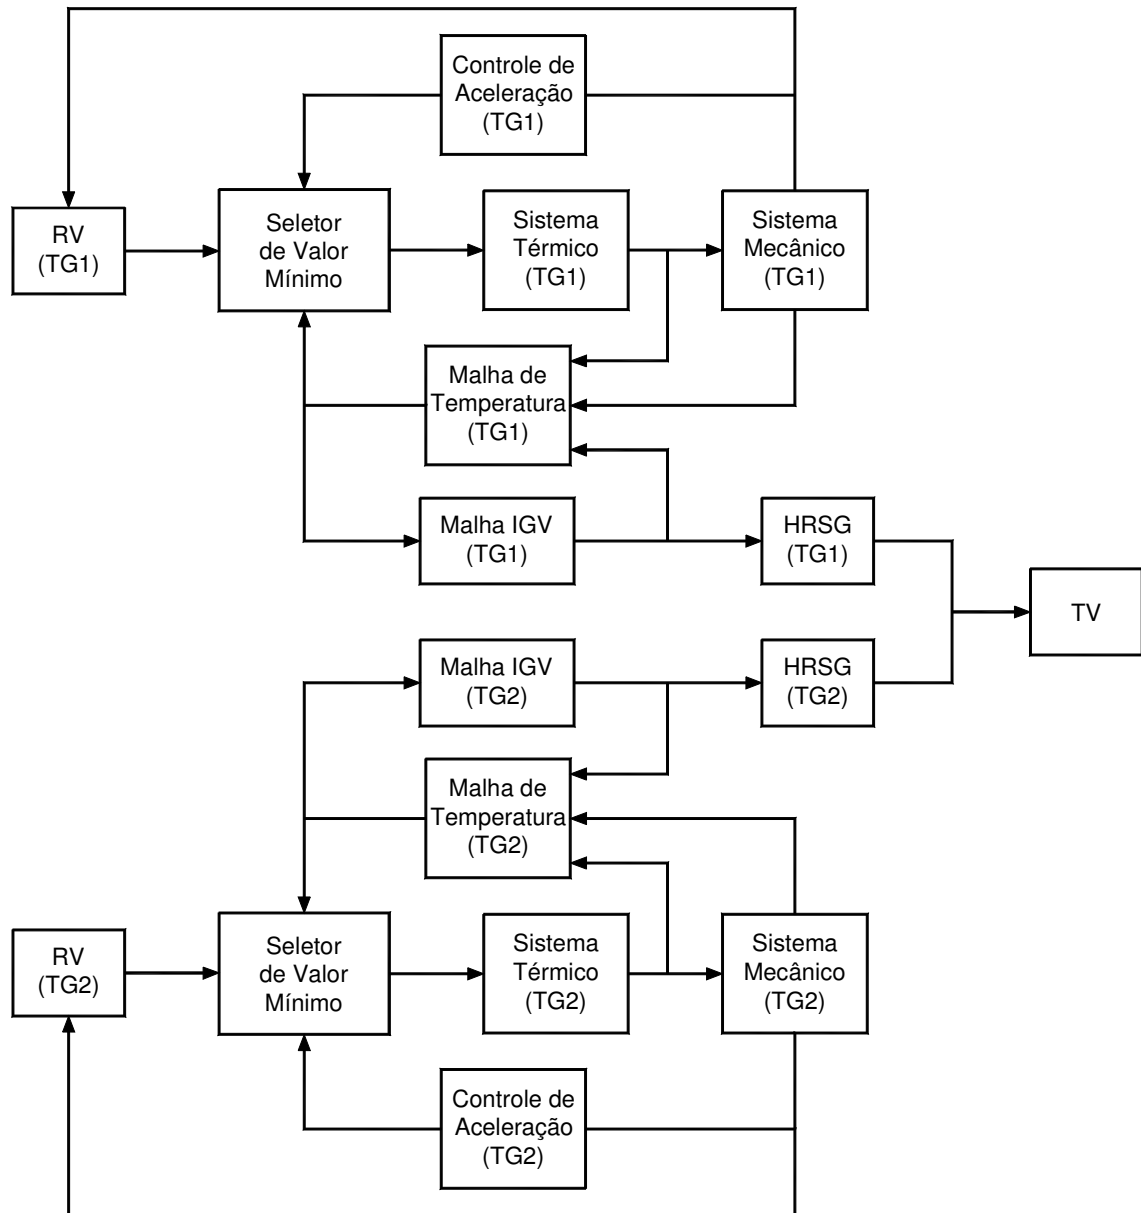 Controle de
Aceleração
(TG1)
RV
(TG1)
Seletor
de Valor
Mínimo
Sistema
Térmico
(TG1)
Sistema
Mecânico
(TG1)
Malha de
Temperatura
(TG1)
Malha IGV
(TG1)
HRSG
(TG1)
TV
Malha IGV
(TG2)
HRSG
(TG2)
Malha de
Temperatura
(TG2)
RV
(TG2)
Seletor
de Valor
Mínimo
Sistema
Térmico
(TG2)
Sistema
Mecânico
(TG2)
Controle de
Aceleração
(TG2)